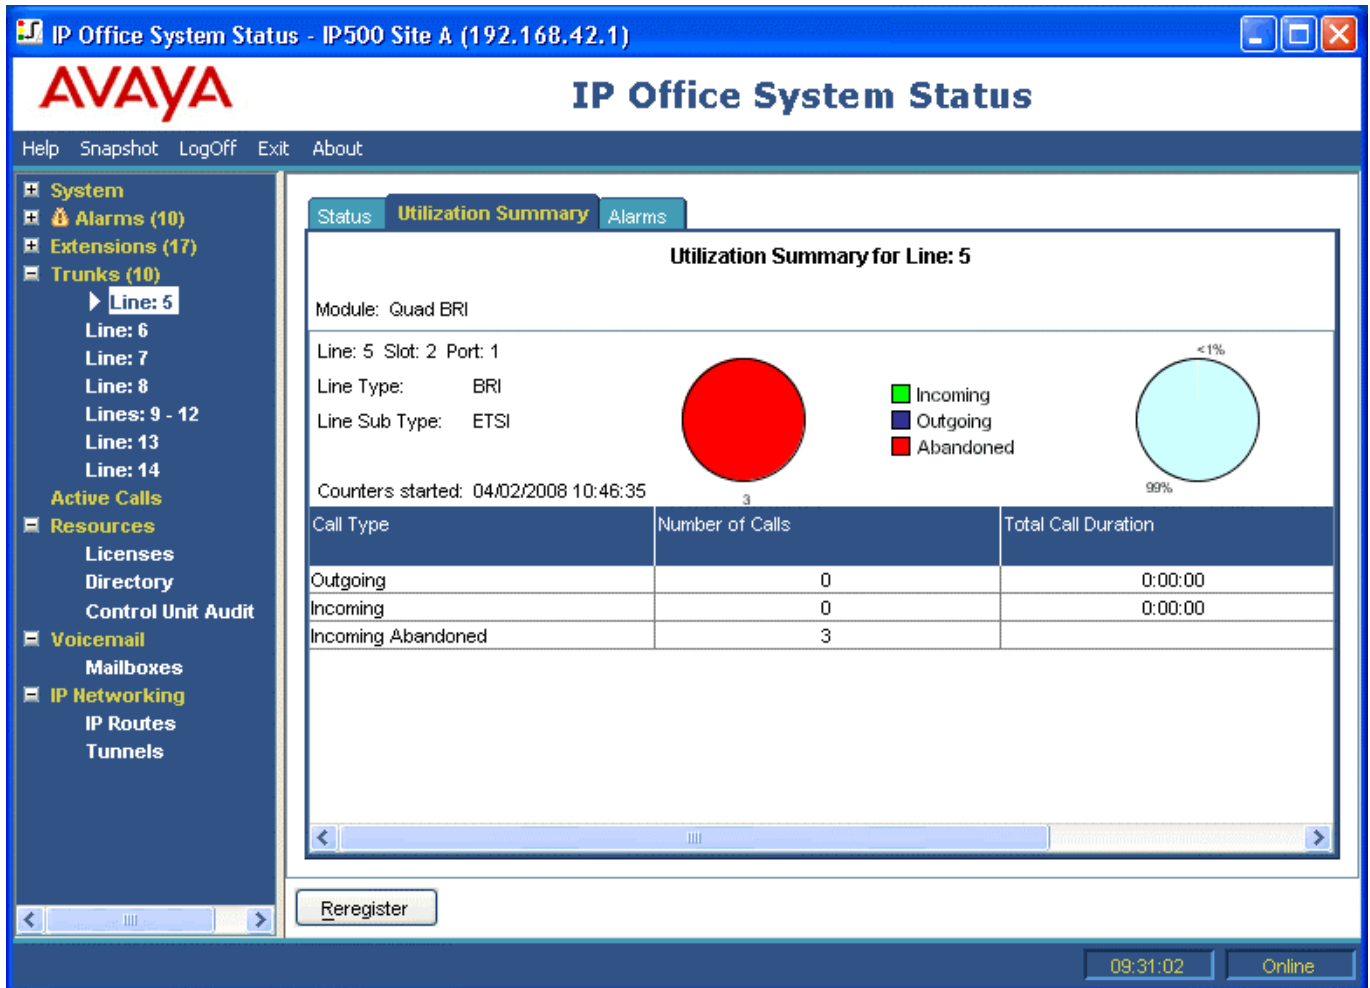 IP Office System Status - IP500 Site A (192.168.42.1)
AVAYA
IP Office System Status
Help Snapshot LogOff Exit About
System
Alarms (10)
Extensions (17)
Trunks (10)
Line: 5
Line: 6
Line: 7
Line: 8
Lines: 9 - 12
Line: 13
Line: 14
Active Calls
Resources
Licenses
Directory
Control Unit Audit
Voicemail
Mailboxes
IP Networking
IP Routes
Tunnels
Status Utilization Summary Alarms
Utilization Summary for Line: 5
Module: Quad BRI
Line: 5 Slot: 2 Port: 1
Line Type: BRI
Line Sub Type: ETSI
Counters started: 04/02/2008 10:46:35
3
Incoming
Outgoing
Abandoned
<1%
99%
Call Type Number of Calls Total Call Duration
Outgoing 0 0:00:00
Incoming 0 0:00:00
Incoming Abandoned 3
Reregister
09:31:02 Online